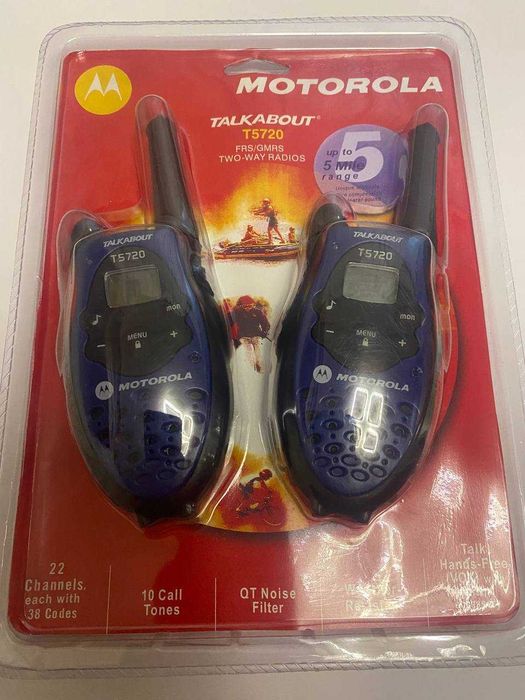 MOTOROLA
TALKABOUT®
T5720
FRS/GMRS
TWO-WAY RADIOS
up to
5 Mile
range
5
TALKABOUT
T5720
mon
MENU
- +
MOTOROLA
TALKABOUT
T5720
mon
MENU
- +
MOTOROLA
22
Channels,
each with
38 Codes
10 Call
Tones
QT Noise
Filter
Talk
Hands-Free